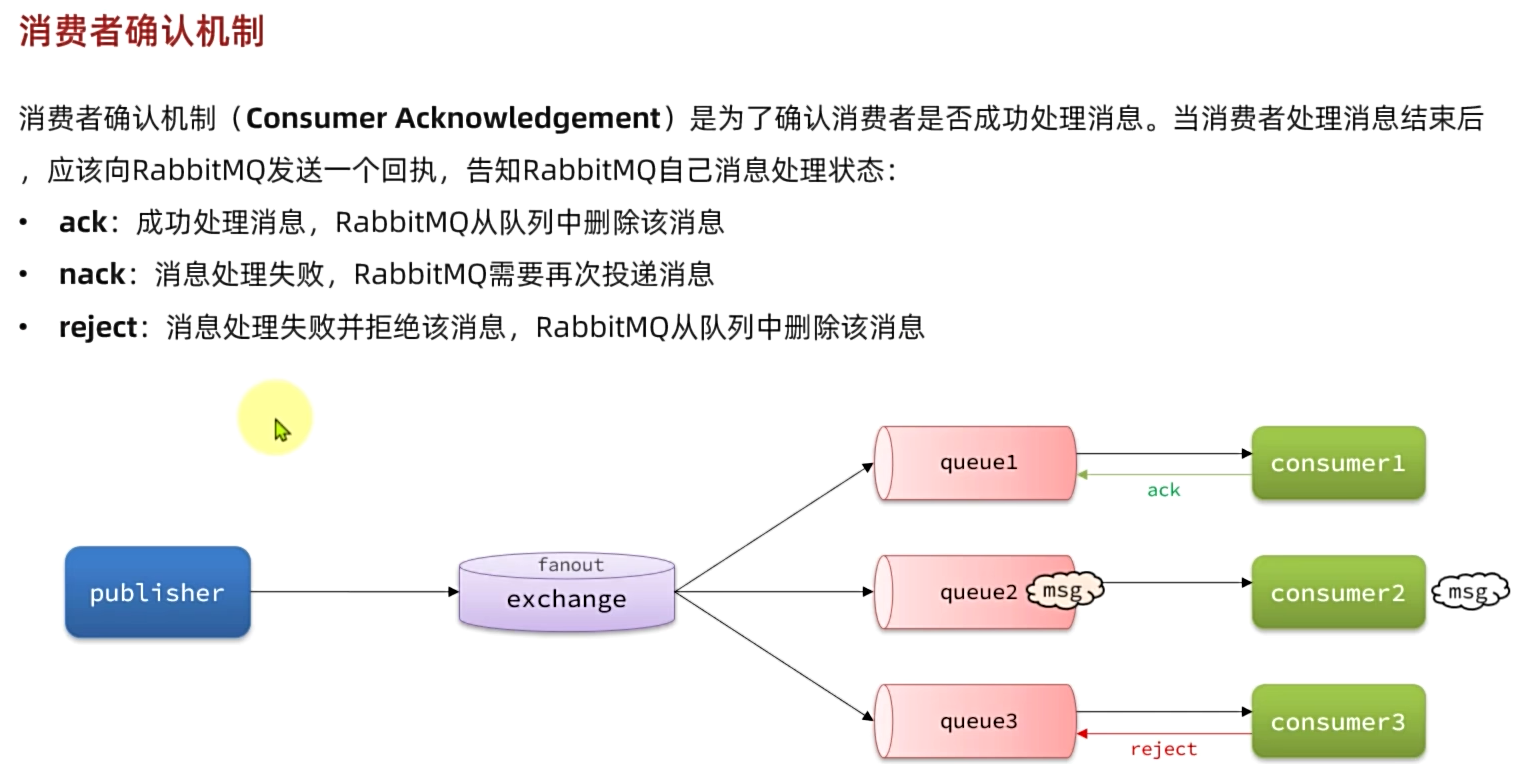 消费者确认机制
消费者确认机制（Consumer Acknowledgement）是为了确认消费者是否成功处理消息。当消费者处理消息结束后
，应该向RabbitMQ发送一个回执，告知RabbitMQ自己消息处理状态：
• ack：成功处理消息，RabbitMQ从队列中删除该消息
• nack：消息处理失败，RabbitMQ需要再次投递消息
• reject：消息处理失败并拒绝该消息，RabbitMQ从队列中删除该消息
queue1
consumer1
ack
publisher
fanout
exchange
queue2
msg
consumer2
msg
queue3
consumer3
reject